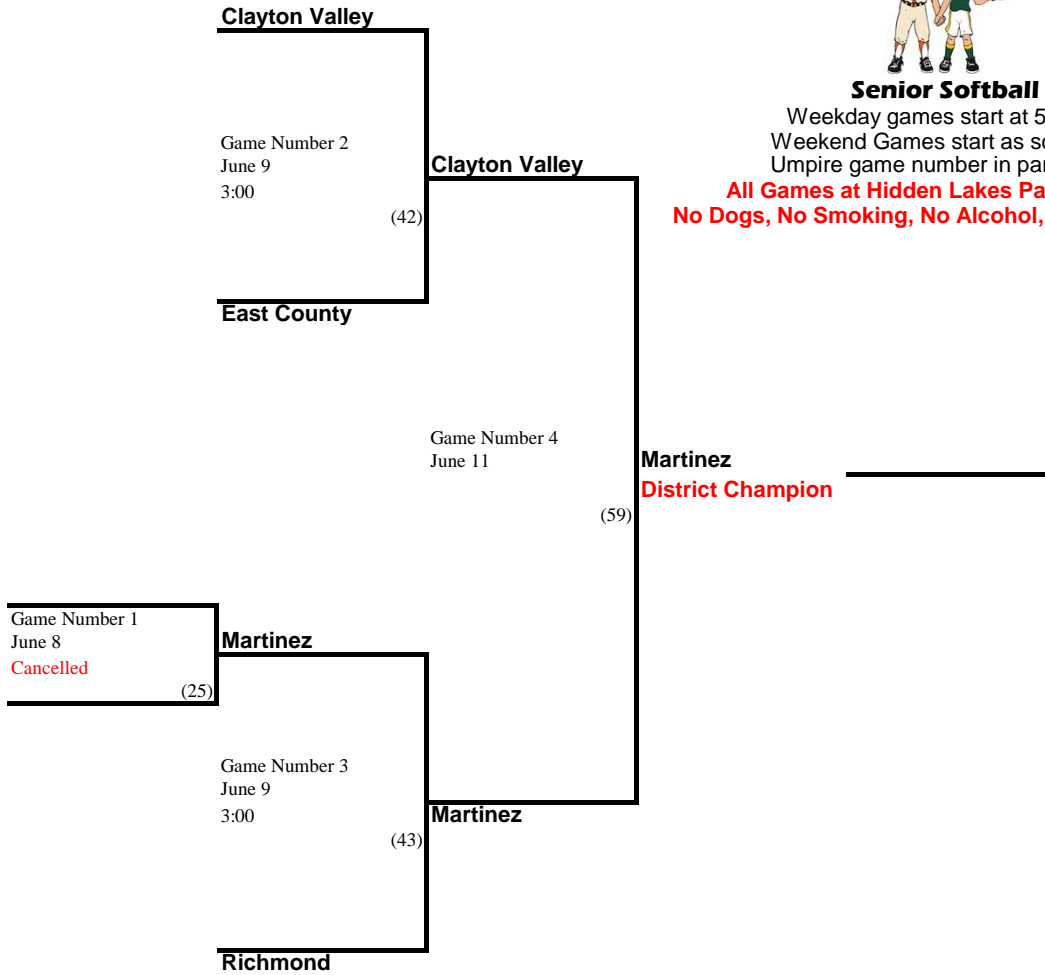 Clayton Valley
Senior Softball
Weekday games start at 5
Weekend Games start as
Umpire game number in
All Games at Hidden Lakes
No Dogs, No Smoking, No Alcohol,
Game Number 2
June 9
3:00
(42)
Clayton Valley
East County
Game Number 4
June 11
(59)
Martinez
District Champion
Game Number 1
June 8
Cancelled
(25)
Martinez
Game Number 3
June 9
3:00
(43)
Martinez
Richmond